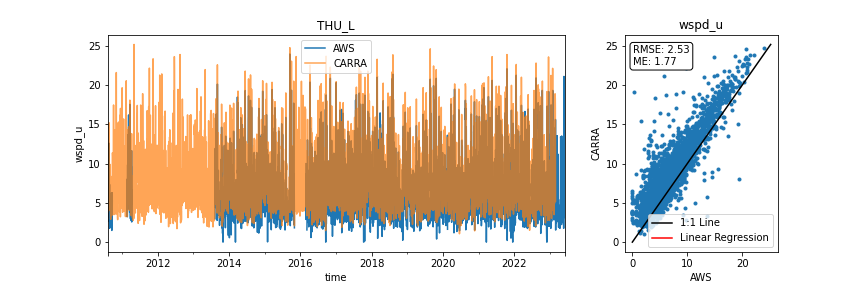 THU_L
wspd_u
25
20
15
10
5
0
2012
2014
2016
2018
2020
2022
time
AWS
CARRA
wspd_u
CARRA
25
20
15
10
5
0
0
10
20
AWS
RMSE: 2.53
ME: 1.77
1:1 Line
Linear Regression